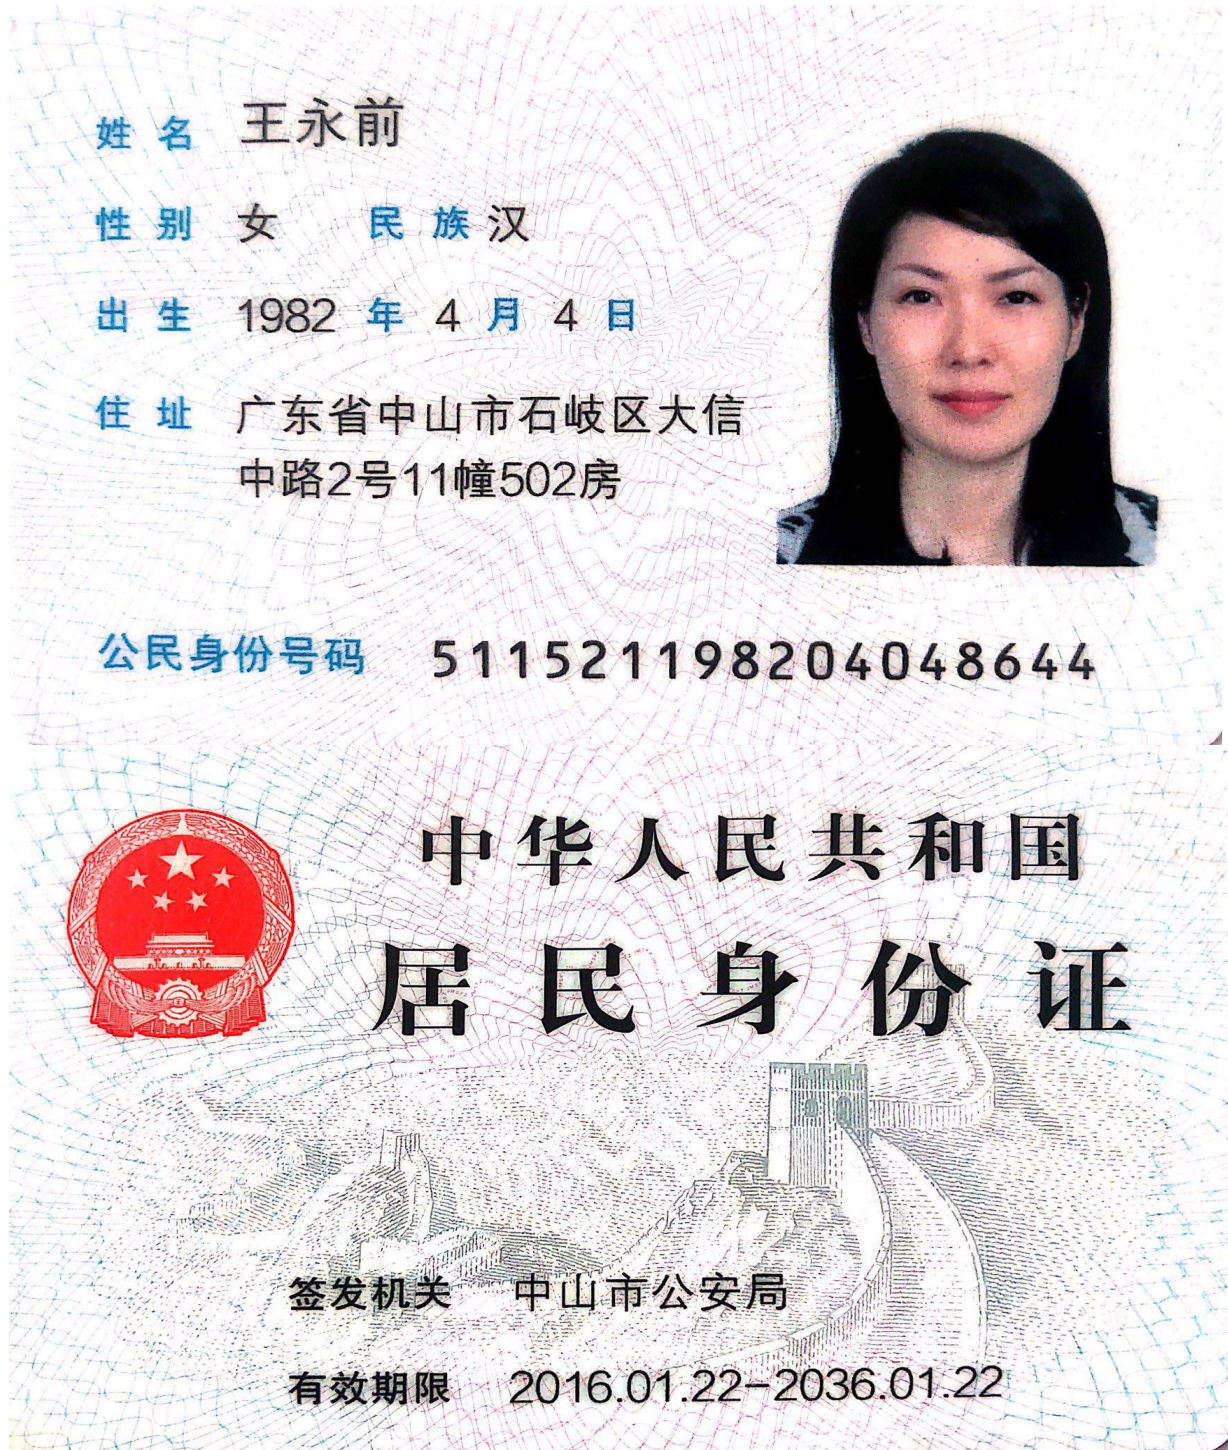 姓名 王永前
性别 女 民族 汉
出生 1982 年 4 月 4 日
住址 广东省中山市石岐区大信
中路2号11幢502房
公民身份号码 511521198204048644
中华人民共和国
居民身份证
签发机关 中山市公安局
有效期限 2016.01.22-2036.01.22